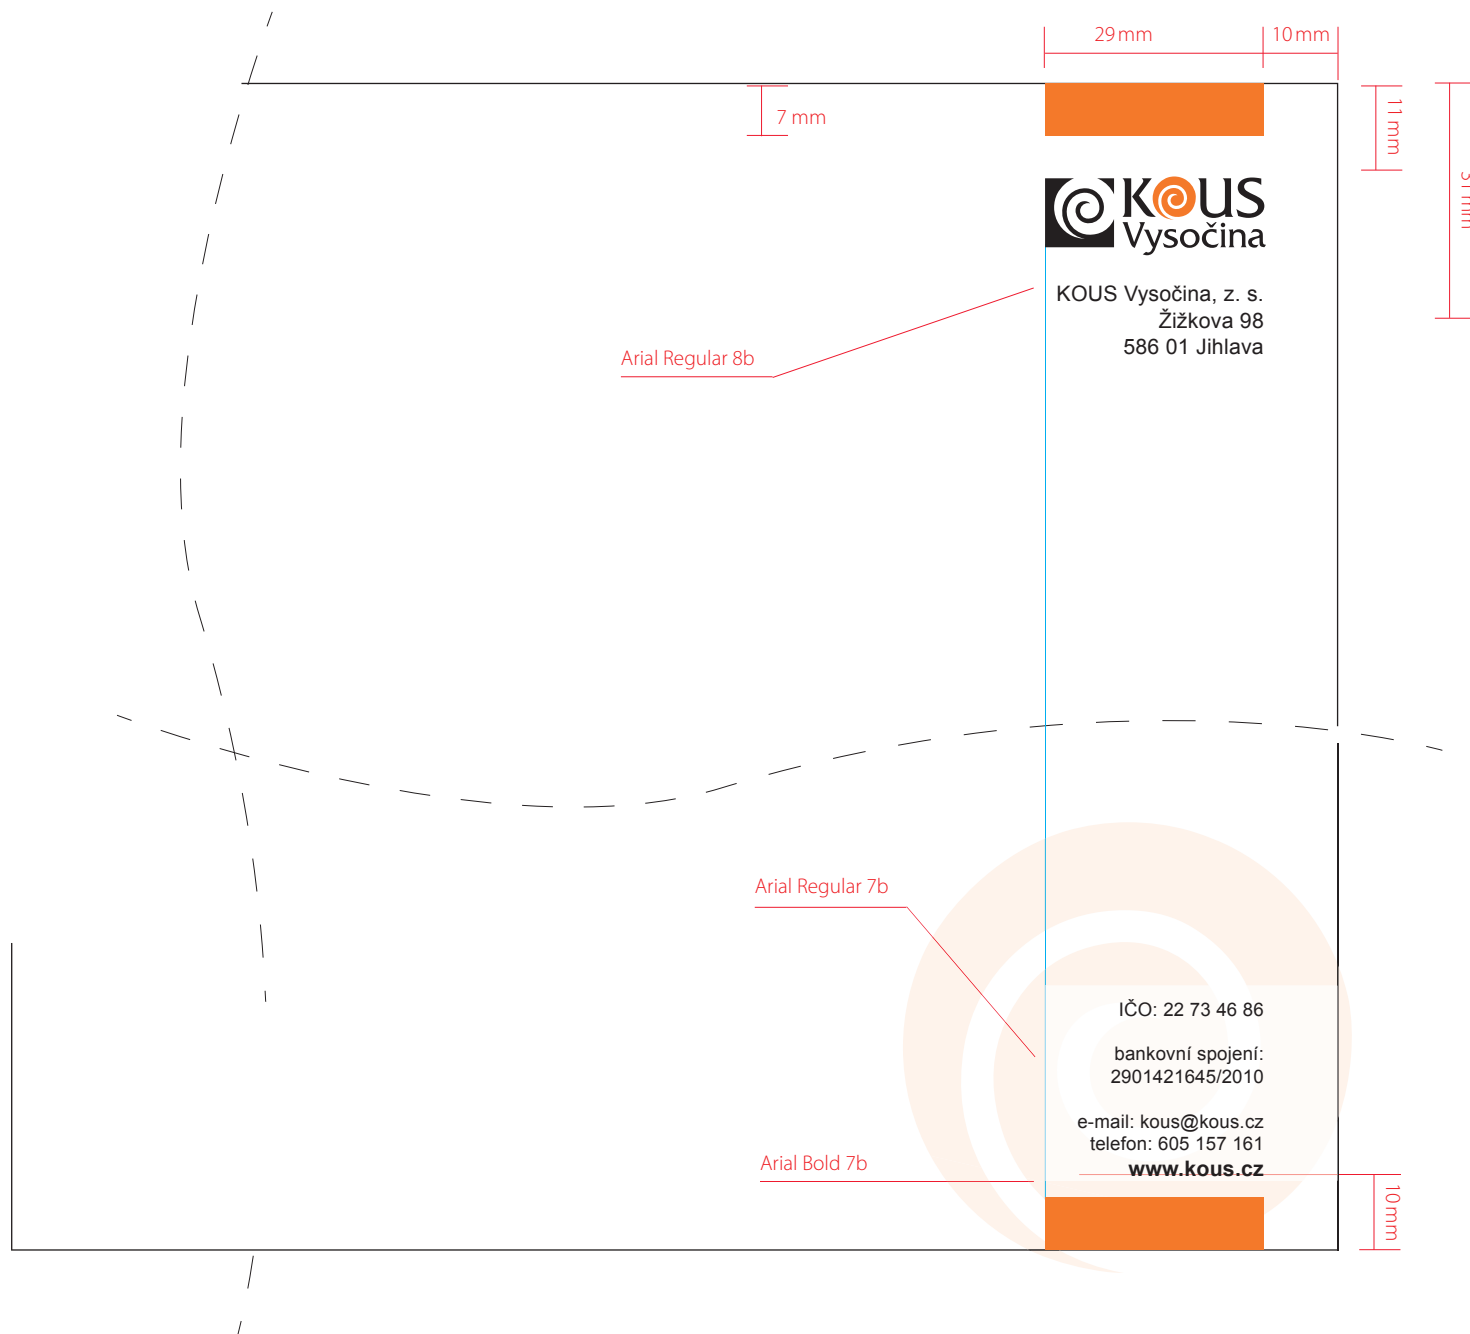 29 mm
10 mm
7 mm
11 mm
KOUS
Vysočina
KOUS Vysočina, z. s.
Žižkova 98
586 01 Jihlava
Arial Regular 8b
Arial Regular 7b
IČO: 22 73 46 86
bankovní spojení:
2901421645/2010
e-mail: kous@kous.cz
telefon: 605 157 161
www.kous.cz
Arial Bold 7b
10 mm